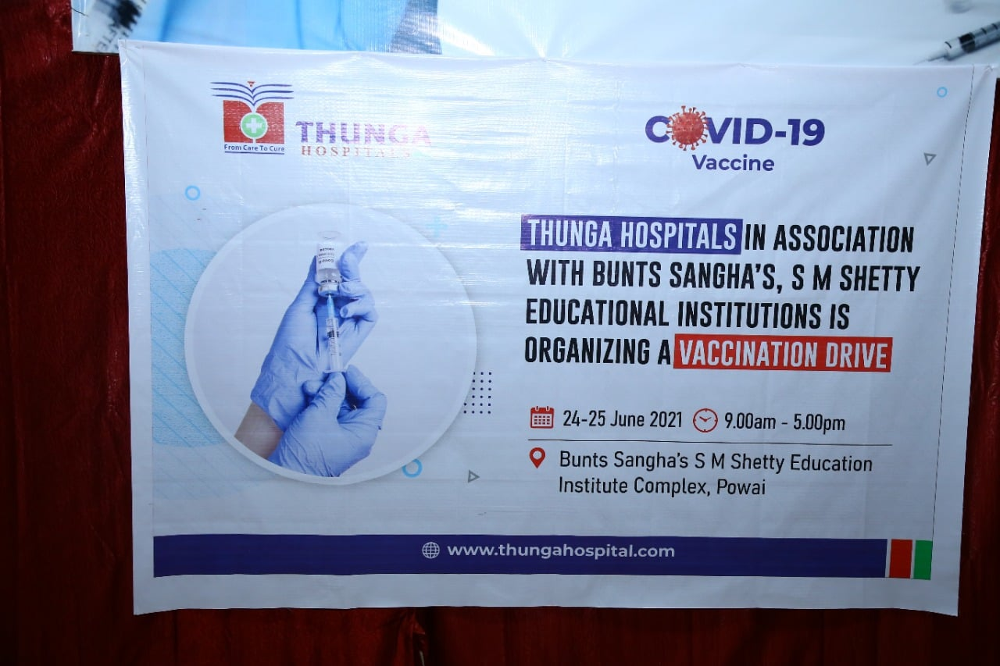 From Care To Cure
THUNGA
HOSPITALS
COVID-19
Vaccine
THUNGA HOSPITALS IN ASSOCIATION
WITH BUNTS SANGHA'S, S M SHETTY
EDUCATIONAL INSTITUTIONS IS
ORGANIZING A VACCINATION DRIVE
24-25 June 2021 9.00am - 5.00pm
Bunts Sangha's S M Shetty Education
Institute Complex, Powai
www.thungahospital.com